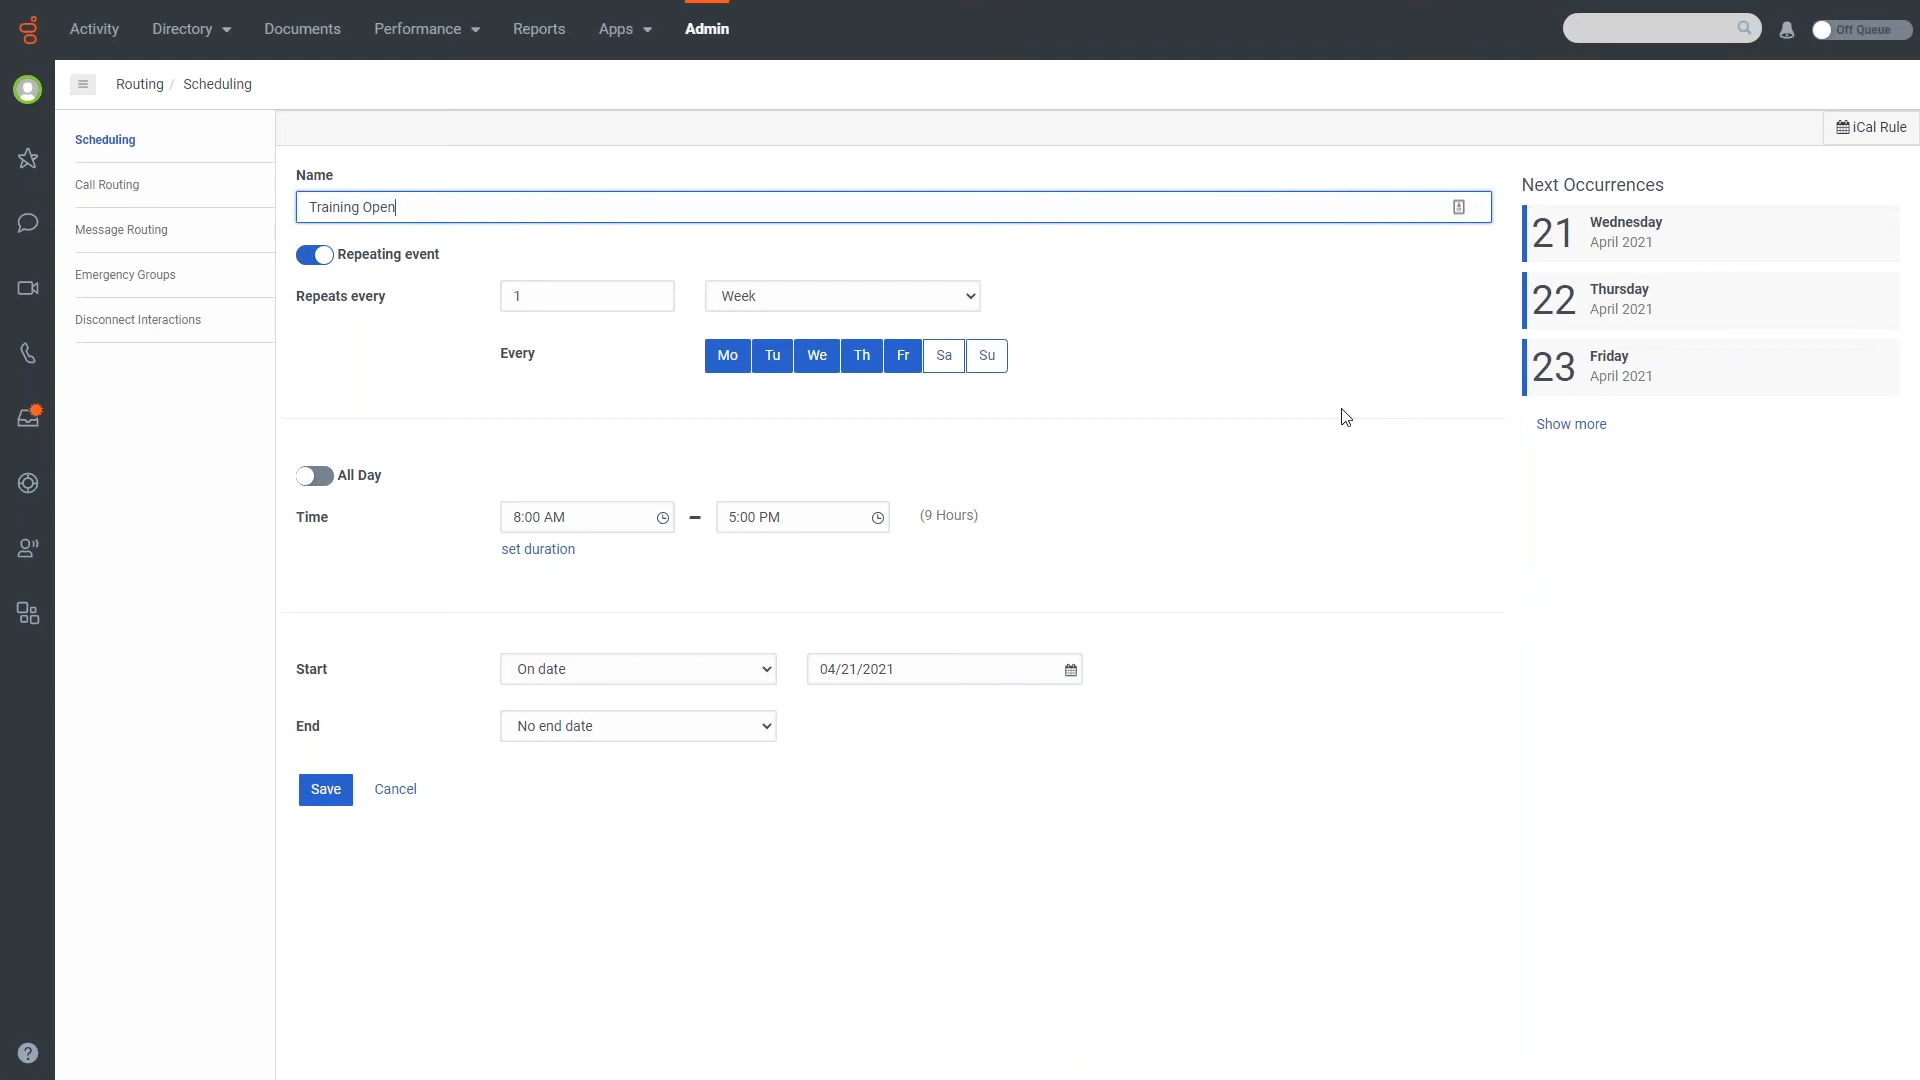 Activity Directory Documents Performance Reports Apps Admin Off Queue
Routing / Scheduling
Scheduling
Call Routing
Message Routing
Emergency Groups
Disconnect Interactions
iCal Rule
Name
Training Open
Repeating event
Repeats every 1 Week
Every Mo Tu We Th Fr Sa Su
All Day
Time 8:00 AM – 5:00 PM (9 Hours)
set duration
Start On date 04/21/2021
End No end date
Save Cancel
Next Occurrences
21 Wednesday
April 2021
22 Thursday
April 2021
23 Friday
April 2021
Show more
?